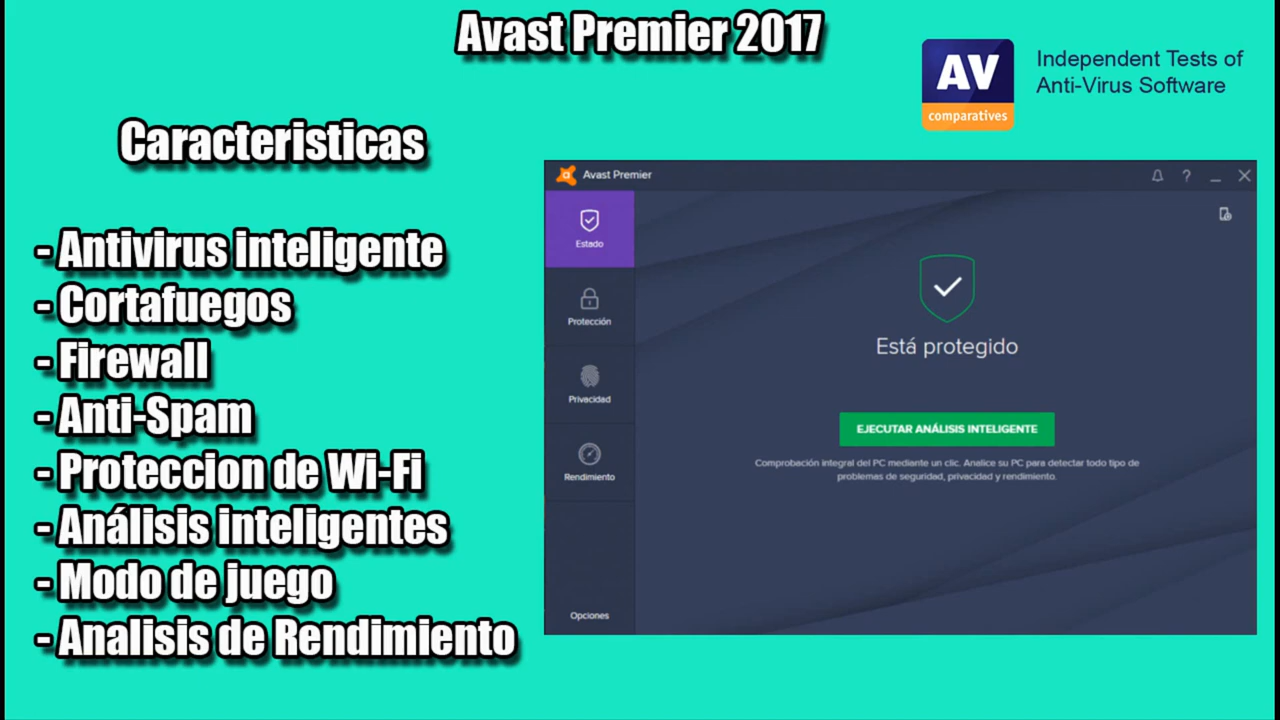 Avast Premier 2017
AV
comparatives
Independent Tests of
Anti-Virus Software
Caracteristicas
- Antivirus inteligente
- Cortafuegos
- Firewall
- Anti-Spam
- Proteccion de Wi-Fi
- Análisis inteligentes
- Modo de juego
- Analisis de Rendimiento
Avast Premier
?
Estado
Protección
Privacidad
Rendimiento
Opciones
Está protegido
EJECUTAR ANÁLISIS INTELIGENTE
Comprobación integral del PC mediante un clic. Analice su PC para detectar todo tipo de
problemas de seguridad, privacidad y rendimiento.